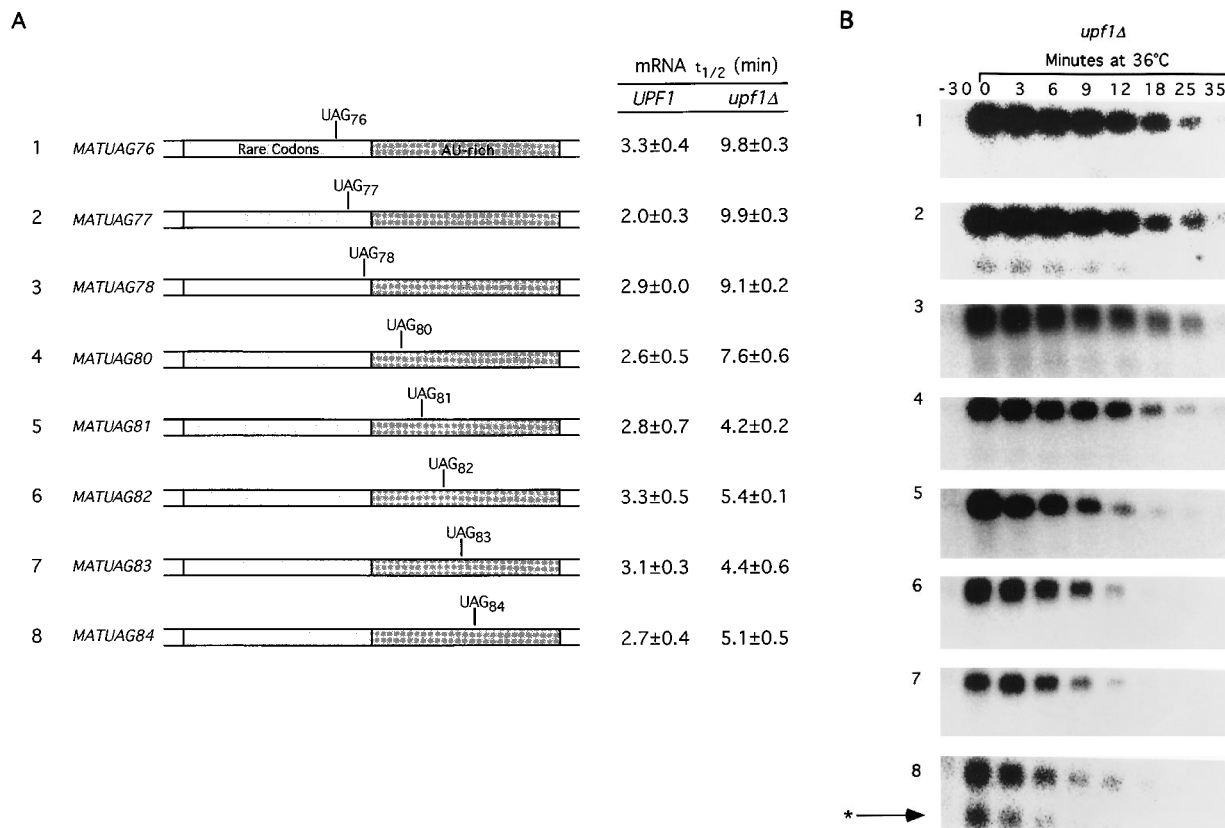 A
mRNA t1/2 (min)
UPF1 upf1Δ
UAG76
1 MATUAG76 Rare Codons AU-rich 3.3±0.4 9.8±0.3
UAG77
2 MATUAG77 2.0±0.3 9.9±0.3
UAG78
3 MATUAG78 2.9±0.0 9.1±0.2
UAG80
4 MATUAG80 2.6±0.5 7.6±0.6
UAG81
5 MATUAG81 2.8±0.7 4.2±0.2
UAG82
6 MATUAG82 3.3±0.5 5.4±0.1
UAG83
7 MATUAG83 3.1±0.3 4.4±0.6
UAG84
8 MATUAG84 2.7±0.4 5.1±0.5
B
upf1Δ
Minutes at 36°C
-30 0 3 6 9 12 18 25 35
1
2
3
4
5
6
7
8
*